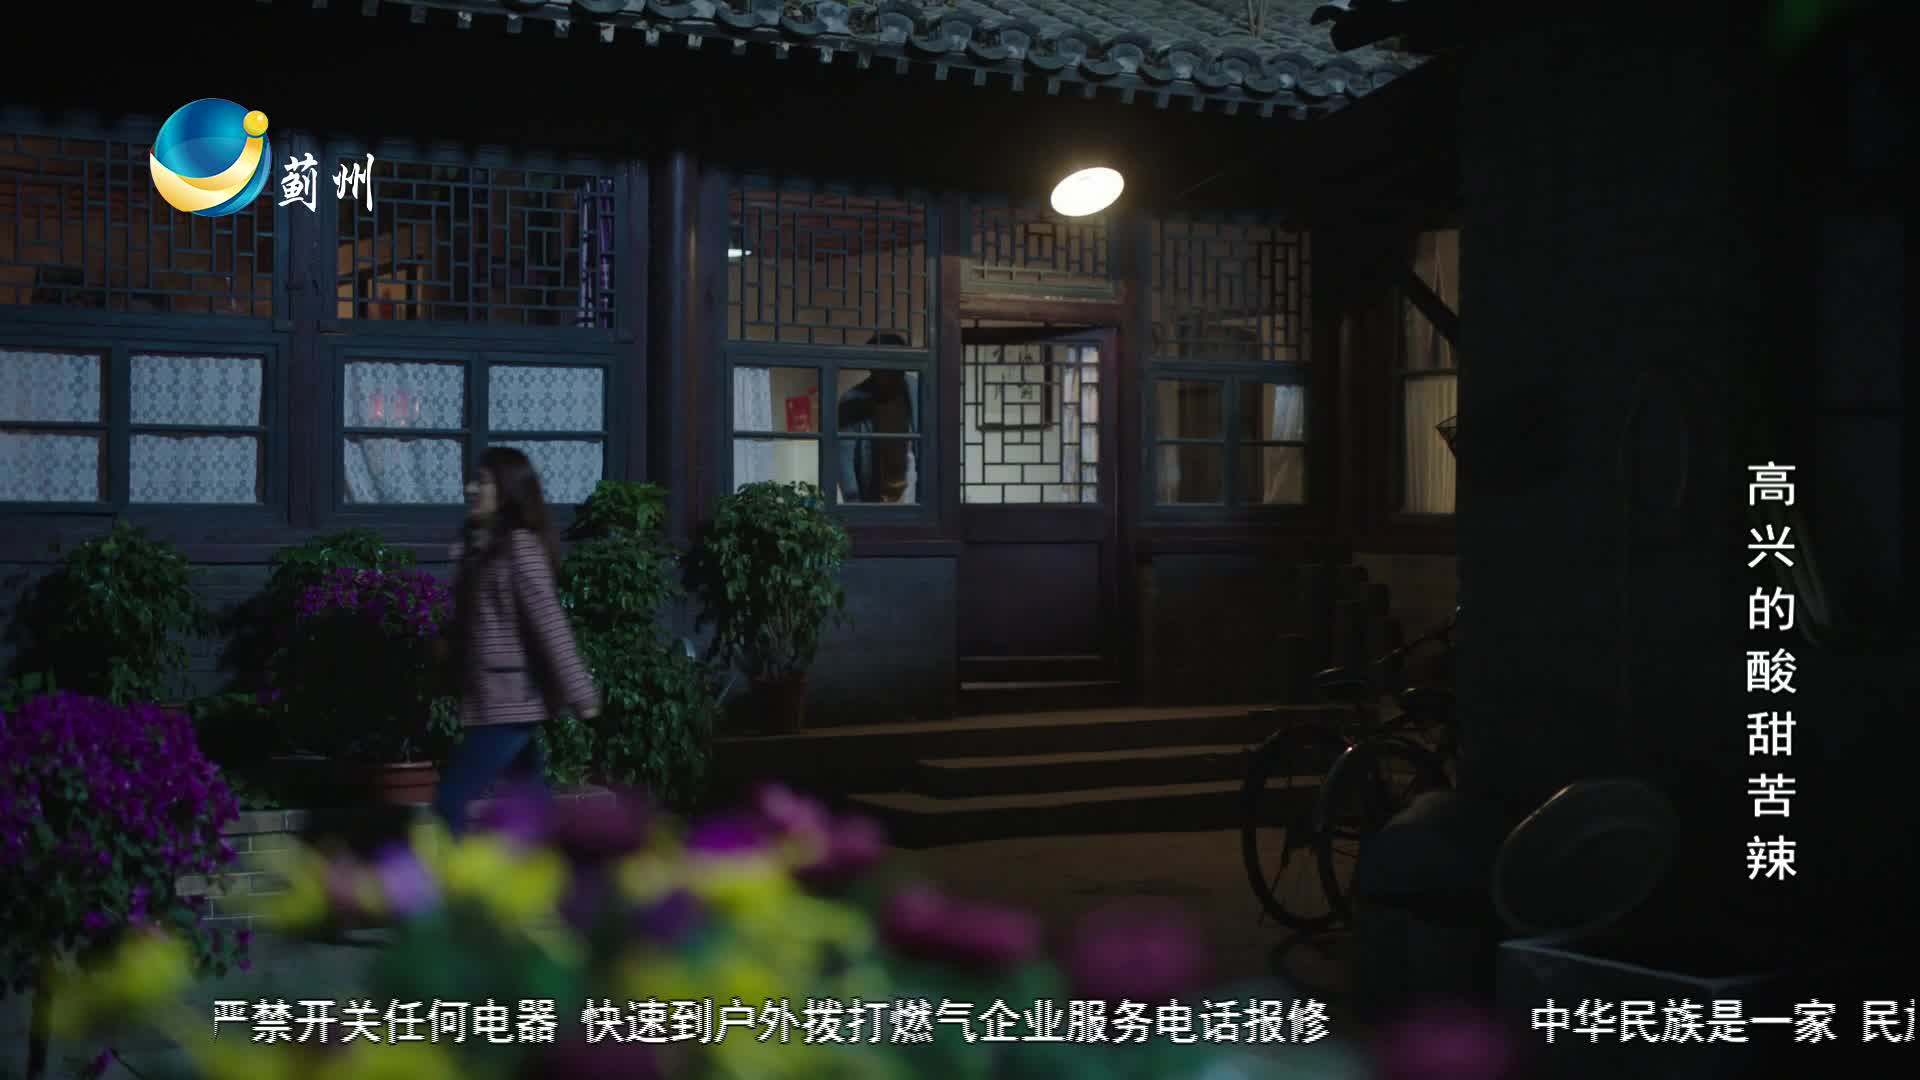 蓟州
高兴的酸甜苦辣
严禁开关任何电器 快速到户外拨打燃气企业服务电话报修
中华民族是一家 民